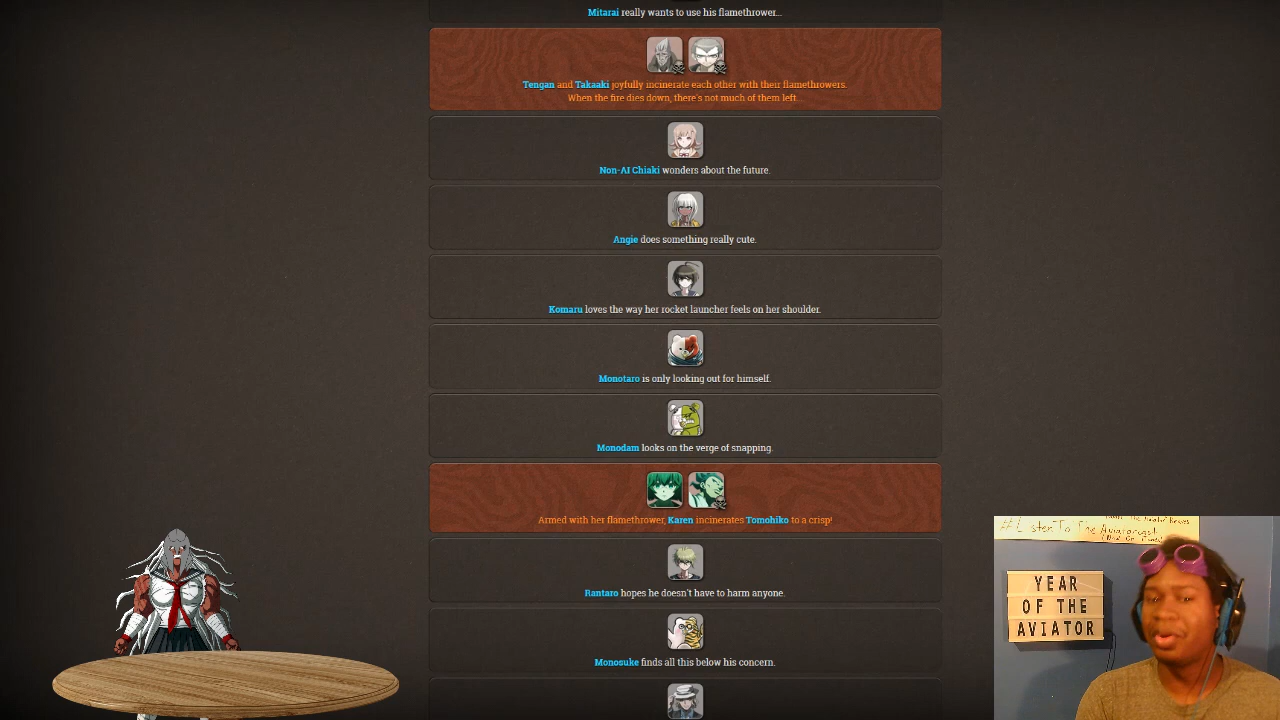 Mitarai really wants to use his flamethrower...
Tengan and Takaaki joyfully incinerate each other with their flamethrowers.
When the fire dies down, there's not much of them left...
Non-AI Chiaki wonders about the future.
Angie does something really cute.
Komaru loves the way her rocket launcher feels on her shoulder.
Monotaro is only looking out for himself.
Monodam looks on the verge of snapping.
Armed with her flamethrower, Karen incinerates Tomohiko to a crisp!
Rantaro hopes he doesn't have to harm anyone.
Monosuke finds all this below his concern.
To The
YEAR
OF THE
AVIATOR